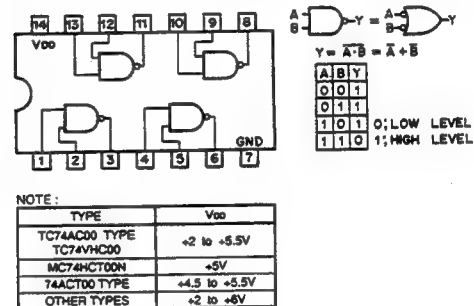 14 13 12 11 10 9 8
VDD
GND
1 2 3 4 5 6 7
A
B
Y = A
B
Y
Y = A·B = A + B
A B Y
0 0 1
0 1 1
1 0 1 0; LOW LEVEL
1 1 0 1; HIGH LEVEL
NOTE:
TYPE VDD
TC74AC00 TYPE
TC74VHC00
+2 to +5.5V
MC74HCT00N +5V
74ACT00 TYPE +4.5 to +5.5V
OTHER TYPES +2 to +6V